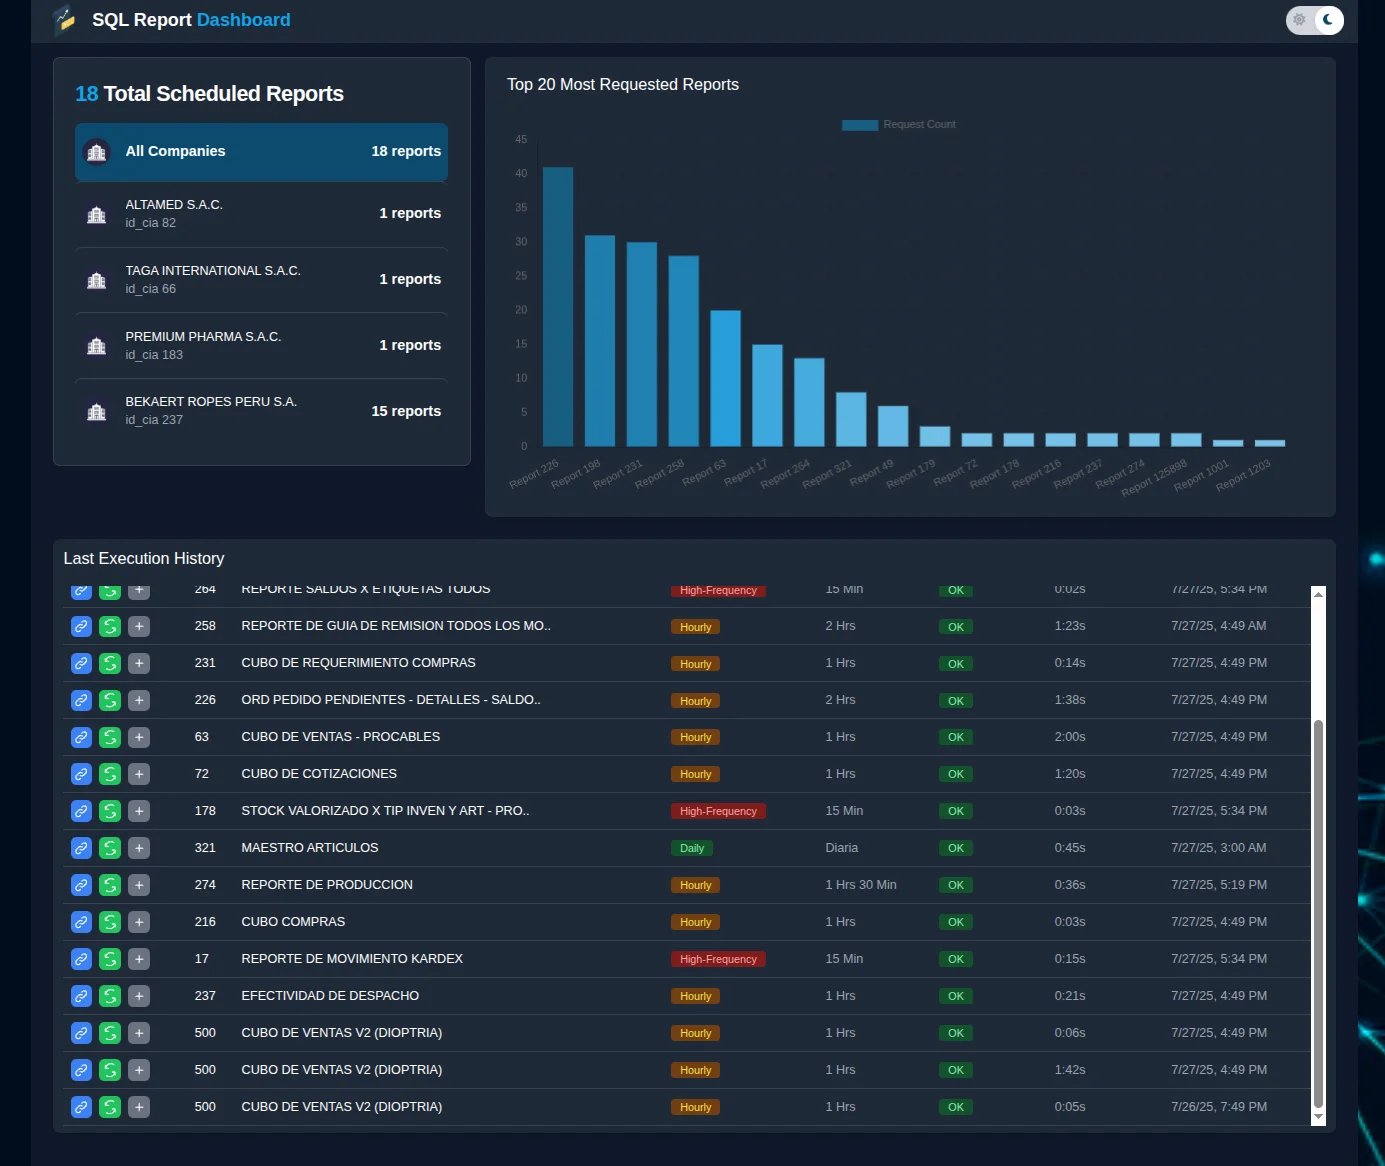 SQL Report Dashboard
18 Total Scheduled Reports
All Companies 18 reports
ALTAMED S.A.C.
id_cia 82
1 reports
TAGA INTERNATIONAL S.A.C.
id_cia 66
1 reports
PREMIUM PHARMA S.A.C.
id_cia 183
1 reports
BEKAERT ROPES PERU S.A.
id_cia 237
15 reports
Top 20 Most Requested Reports
Request Count
45
40
35
30
25
20
15
10
5
0
Report 226
Report 198
Report 231
Report 258
Report 63
Report 17
Report 264
Report 321
Report 49
Report 179
Report 72
Report 178
Report 216
Report 237
Report 274
Report 125898
Report 1001
Report 1203
Last Execution History
264 REPORTE SALDOS X ETIQUETAS TODOS High-Frequency 15 Min OK 0:02s 7/27/25, 5:34 PM
258 REPORTE DE GUIA DE REMISION TODOS LOS MO.. Hourly 2 Hrs OK 1:23s 7/27/25, 4:49 AM
231 CUBO DE REQUERIMIENTO COMPRAS Hourly 1 Hrs OK 0:14s 7/27/25, 4:49 PM
226 ORD PEDIDO PENDIENTES - DETALLES - SALDO.. Hourly 2 Hrs OK 1:38s 7/27/25, 4:49 PM
63 CUBO DE VENTAS - PROCABLES Hourly 1 Hrs OK 2:00s 7/27/25, 4:49 PM
72 CUBO DE COTIZACIONES Hourly 1 Hrs OK 1:20s 7/27/25, 4:49 PM
178 STOCK VALORIZADO X TIP INVEN Y ART - PRO.. High-Frequency 15 Min OK 0:03s 7/27/25, 5:34 PM
321 MAESTRO ARTICULOS Daily Diaria OK 0:45s 7/27/25, 3:00 AM
274 REPORTE DE PRODUCCION Hourly 1 Hrs 30 Min OK 0:36s 7/27/25, 5:19 PM
216 CUBO COMPRAS Hourly 1 Hrs OK 0:03s 7/27/25, 4:49 PM
17 REPORTE DE MOVIMIENTO KARDEX High-Frequency 15 Min OK 0:15s 7/27/25, 5:34 PM
237 EFECTIVIDAD DE DESPACHO Hourly 1 Hrs OK 0:21s 7/27/25, 4:49 PM
500 CUBO DE VENTAS V2 (DIOPTRIA) Hourly 1 Hrs OK 0:06s 7/27/25, 4:49 PM
500 CUBO DE VENTAS V2 (DIOPTRIA) Hourly 1 Hrs OK 1:42s 7/27/25, 4:49 PM
500 CUBO DE VENTAS V2 (DIOPTRIA) Hourly 1 Hrs OK 0:05s 7/26/25, 7:49 PM